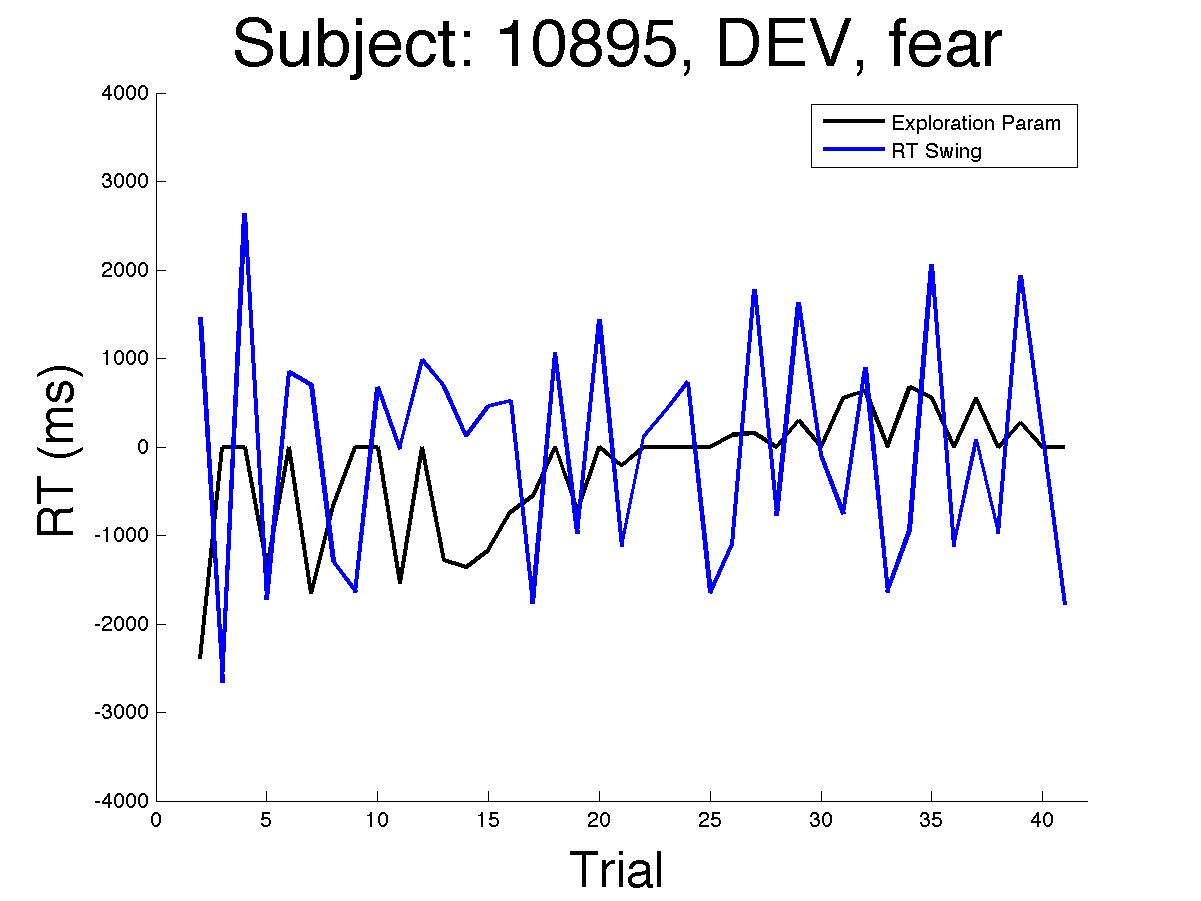 Subject: 10895, DEV, fear
4000
3000
2000
1000
0
-1000
-2000
-3000
-4000
RT (ms)
Exploration Param
RT Swing
0 5 10 15 20 25 30 35 40
Trial